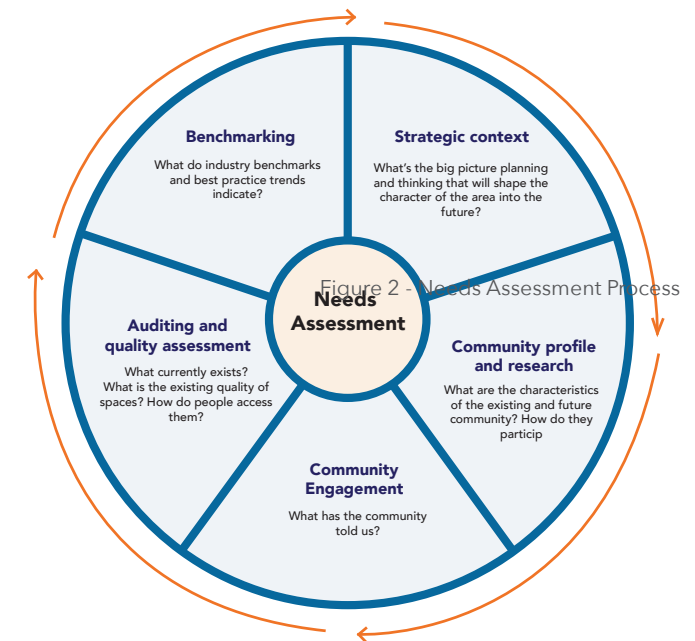 Benchmarking
What do industry benchmarks
and best practice trends
indicate?
Strategic context
What's the big picture planning
and thinking that will shape the
character of the area into the
future?
Figure 2 - Needs Assessment Process
Needs
Assessment
Auditing and
quality assessment
What currently exists?
What is the existing quality of
spaces? How do people access
them?
Community profile
and research
What are the characteristics
of the existing and future
community? How do they
particip
Community
Engagement
What has the community
told us?